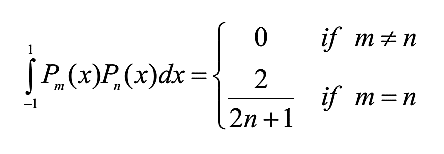 ∫_{-1}^{1} P_m(x)P_n(x)dx = { 0 if m ≠ n
2/(2n+1) if m = n